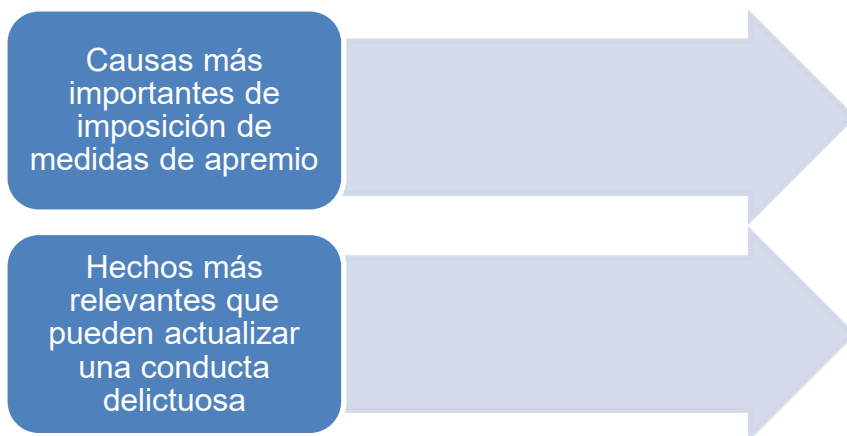 Causas más
importantes de
imposición de
medidas de apremio
Hechos más
relevantes que
pueden actualizar
una conducta
delictuosa